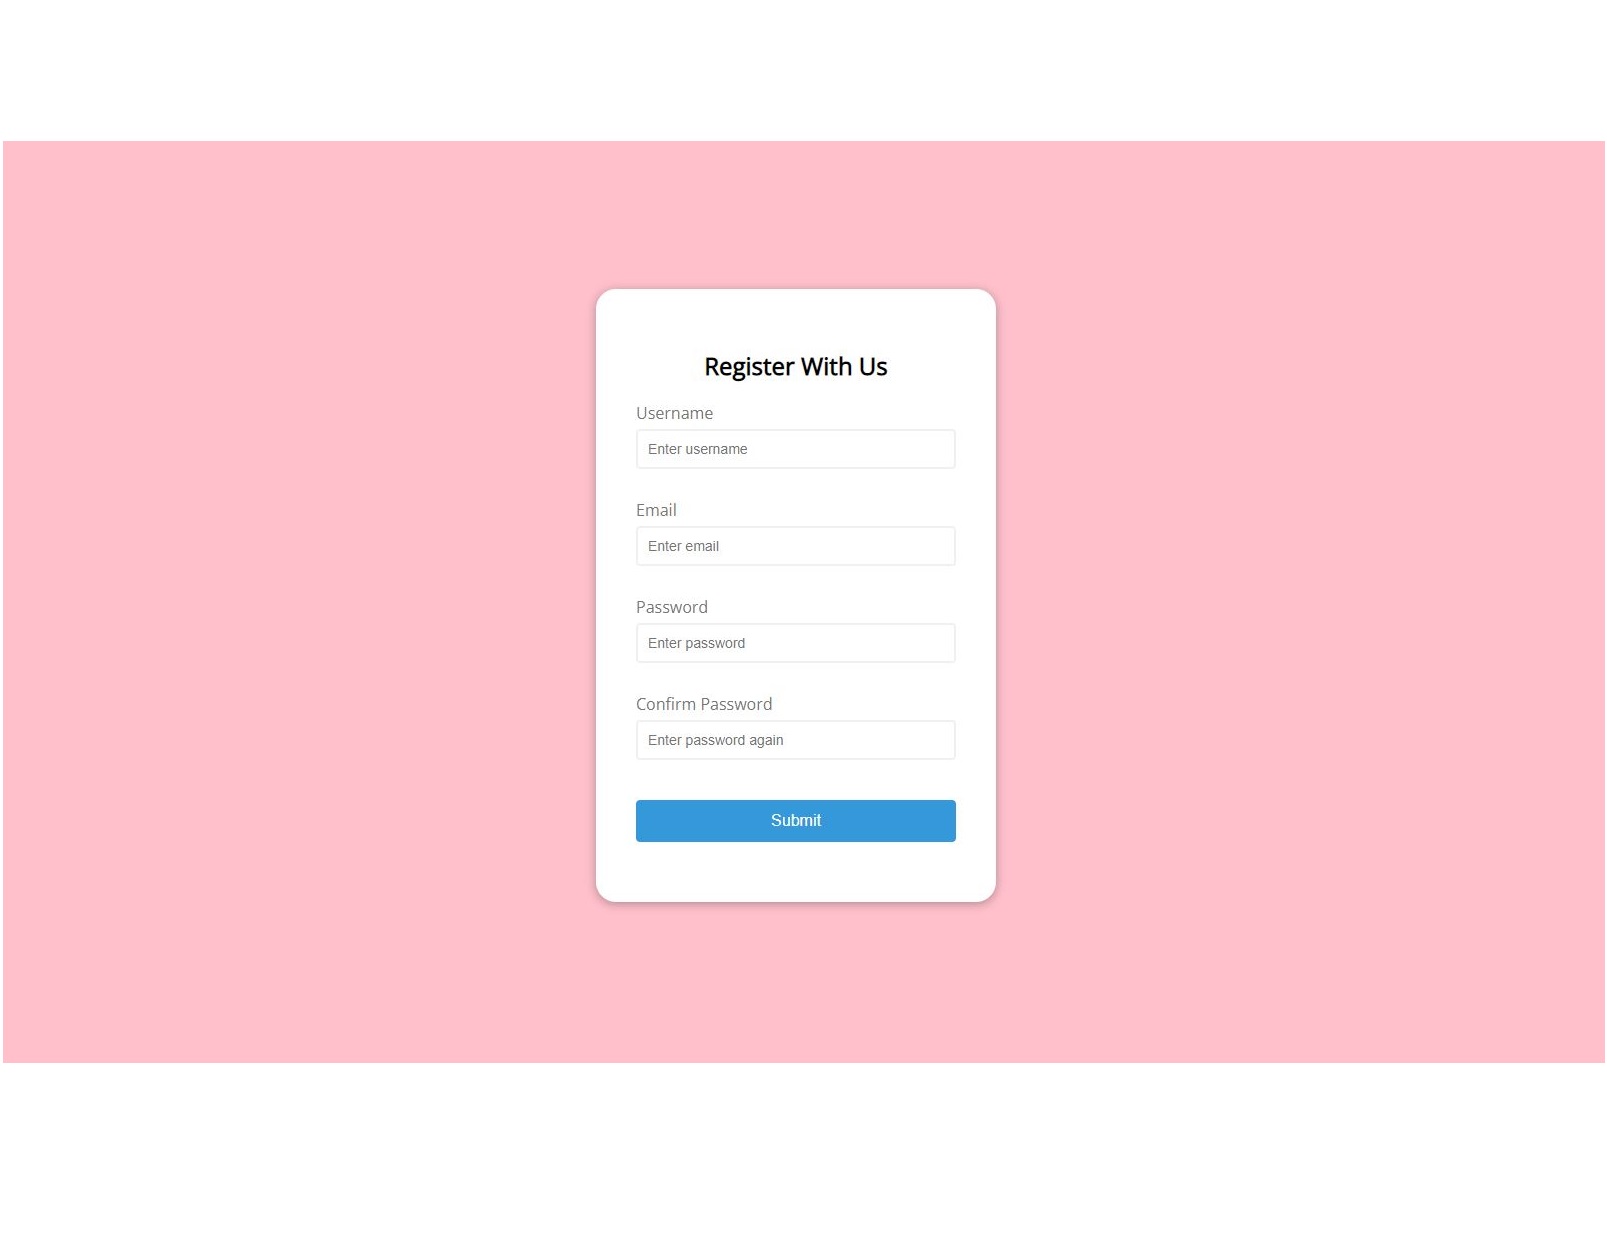 Register With Us
Username
Enter username
Email
Enter email
Password
Enter password
Confirm Password
Enter password again
Submit